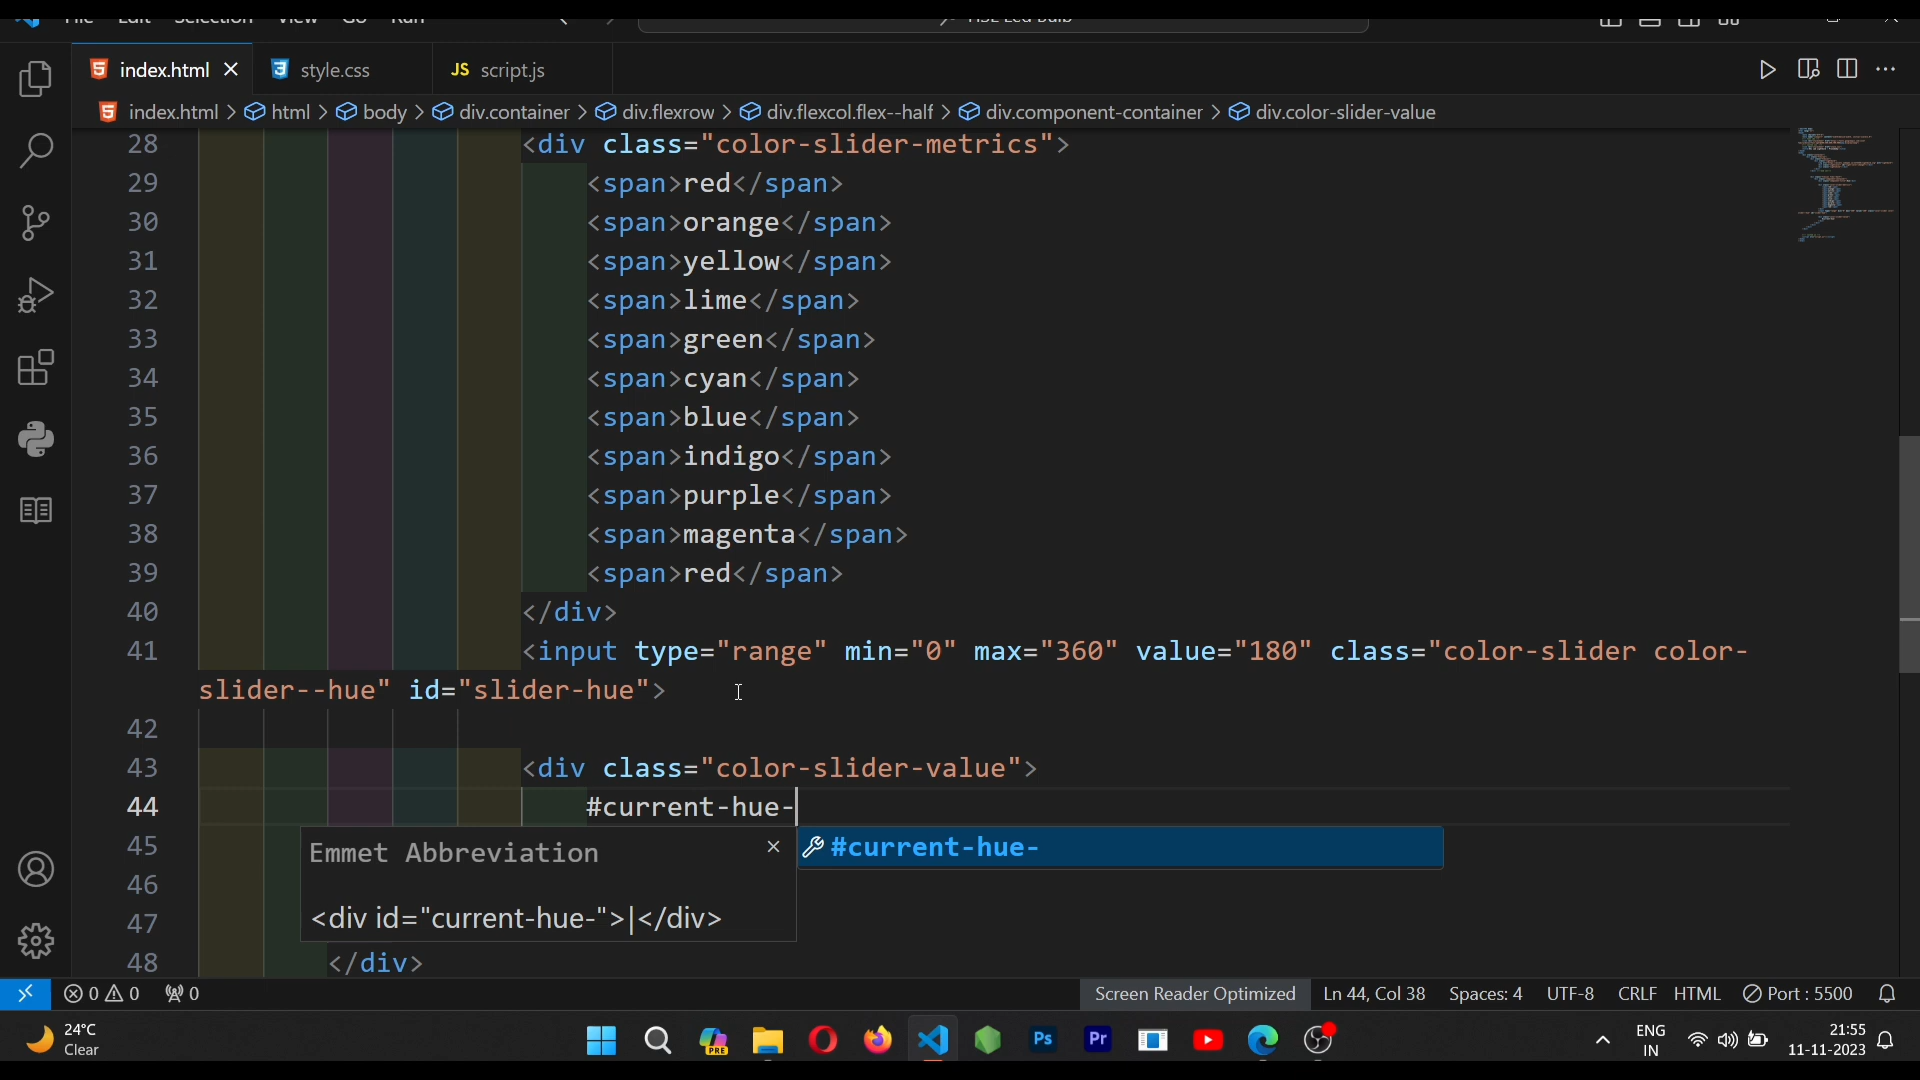 index.html
style.css
JS script.js
index.html > html > body > div.container > div.flexrow > div.flexcol.flex--half > div.component-container > div.color-slider-value
28 <div class="color-slider-metrics">
29 <span>red</span>
30 <span>orange</span>
31 <span>yellow</span>
32 <span>lime</span>
33 <span>green</span>
34 <span>cyan</span>
35 <span>blue</span>
36 <span>indigo</span>
37 <span>purple</span>
38 <span>magenta</span>
39 <span>red</span>
40 </div>
41 <input type="range" min="0" max="360" value="180" class="color-slider color-
slider--hue" id="slider-hue">
42
43 <div class="color-slider-value">
44 #current-hue-
45
Emmet Abbreviation
#current-hue-
46
47
<div id="current-hue-">|</div>
48 </div>
0 0 0
Screen Reader Optimized
Ln 44, Col 38
Spaces: 4
UTF-8
CRLF
HTML
Port : 5500
24°C
Clear
PRE
Ps
Pr
ENG
IN
21:55
11-11-2023